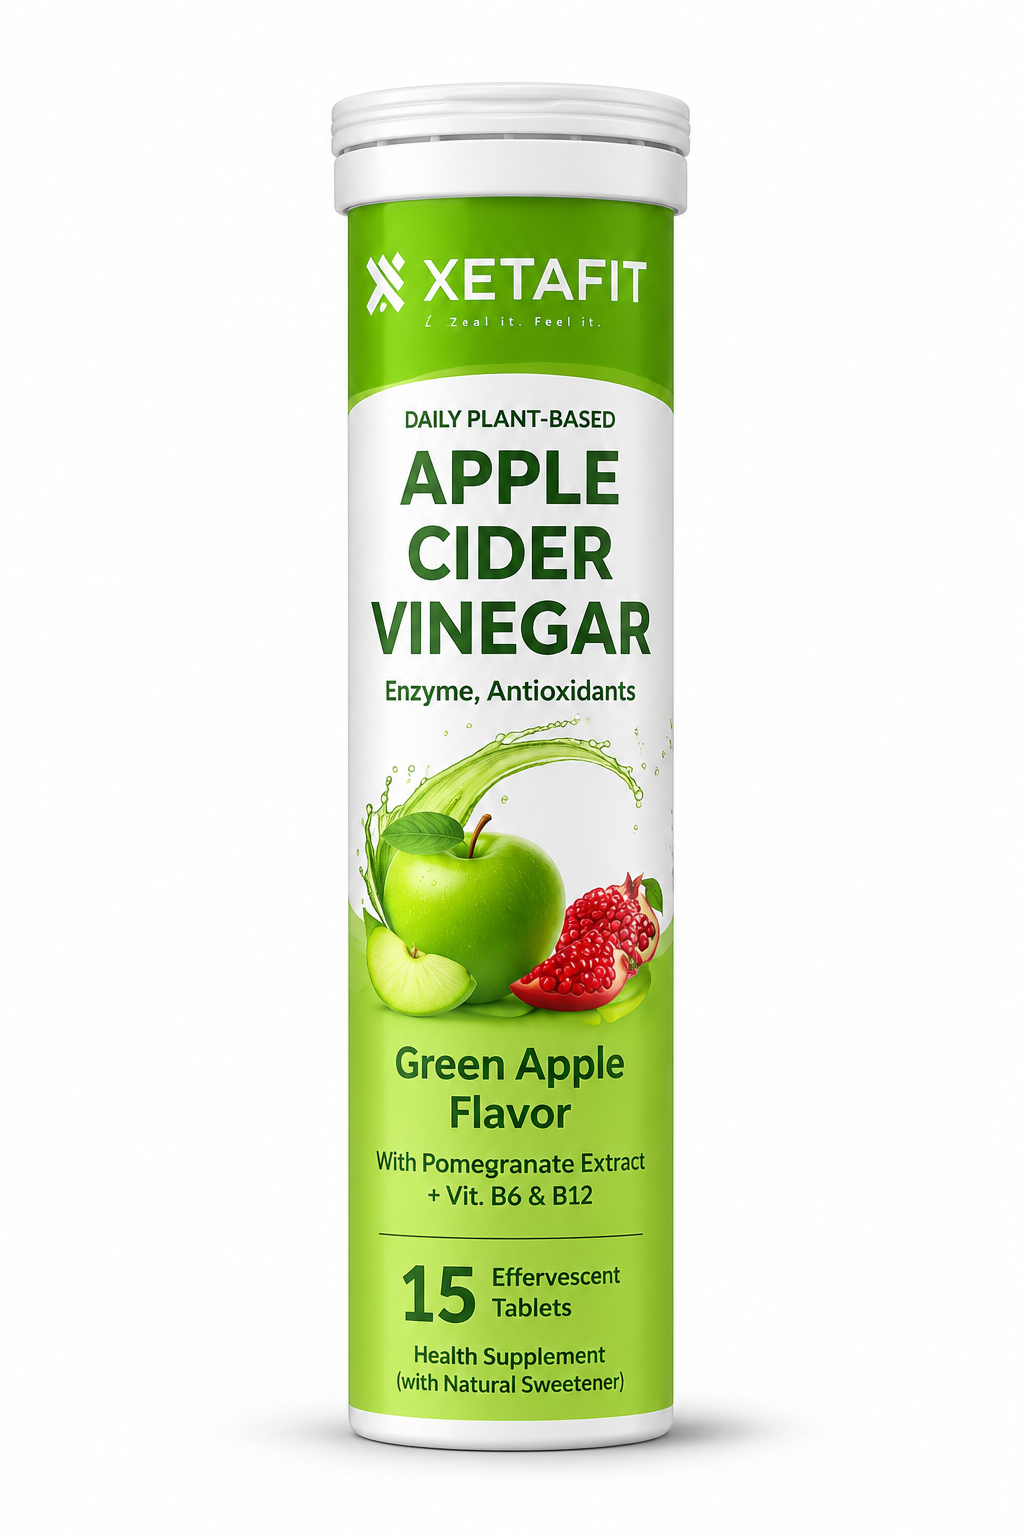 XETAFIT
Zeal it. Feel it.
DAILY PLANT-BASED
APPLE
CIDER
VINEGAR
Enzyme, Antioxidants
Green Apple
Flavor
With Pomegranate Extract
+ Vit. B6 & B12
15 Effervescent
Tablets
Health Supplement
(with Natural Sweetener)